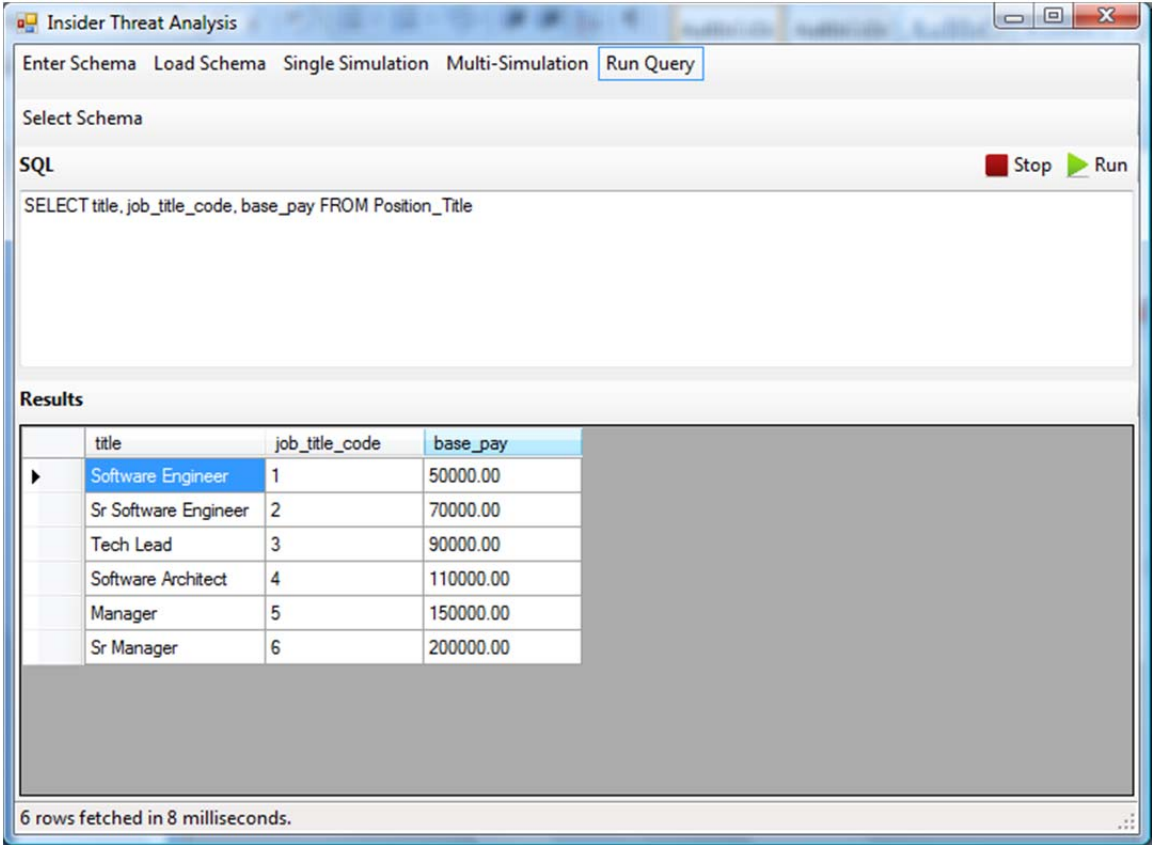 Insider Threat Analysis
Enter Schema Load Schema Single Simulation Multi-Simulation Run Query
Select Schema
SQL Stop Run
SELECT title, job_title_code, base_pay FROM Position_Title
Results
title job_title_code base_pay
Software Engineer 1 50000.00
Sr Software Engineer 2 70000.00
Tech Lead 3 90000.00
Software Architect 4 110000.00
Manager 5 150000.00
Sr Manager 6 200000.00
6 rows fetched in 8 milliseconds.